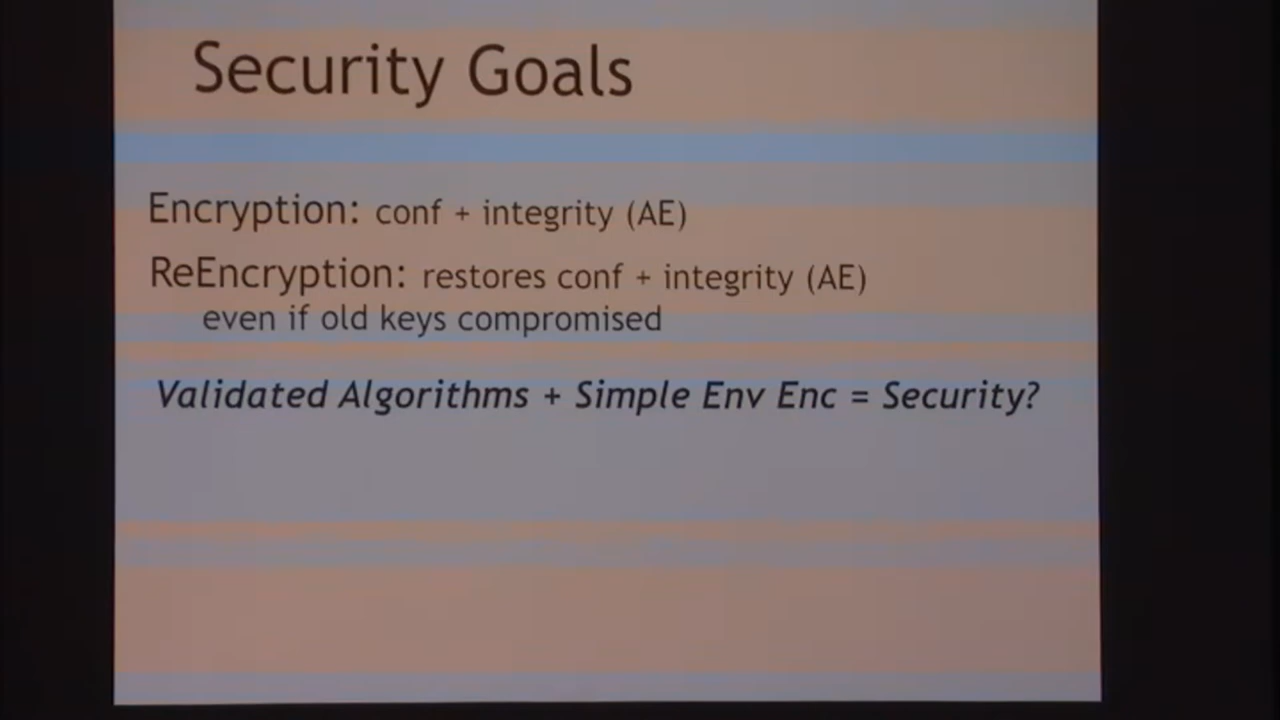 Security Goals
Encryption: conf + integrity (AE)
ReEncryption: restores conf + integrity (AE)
even if old keys compromised
Validated Algorithms + Simple Env Enc = Security?